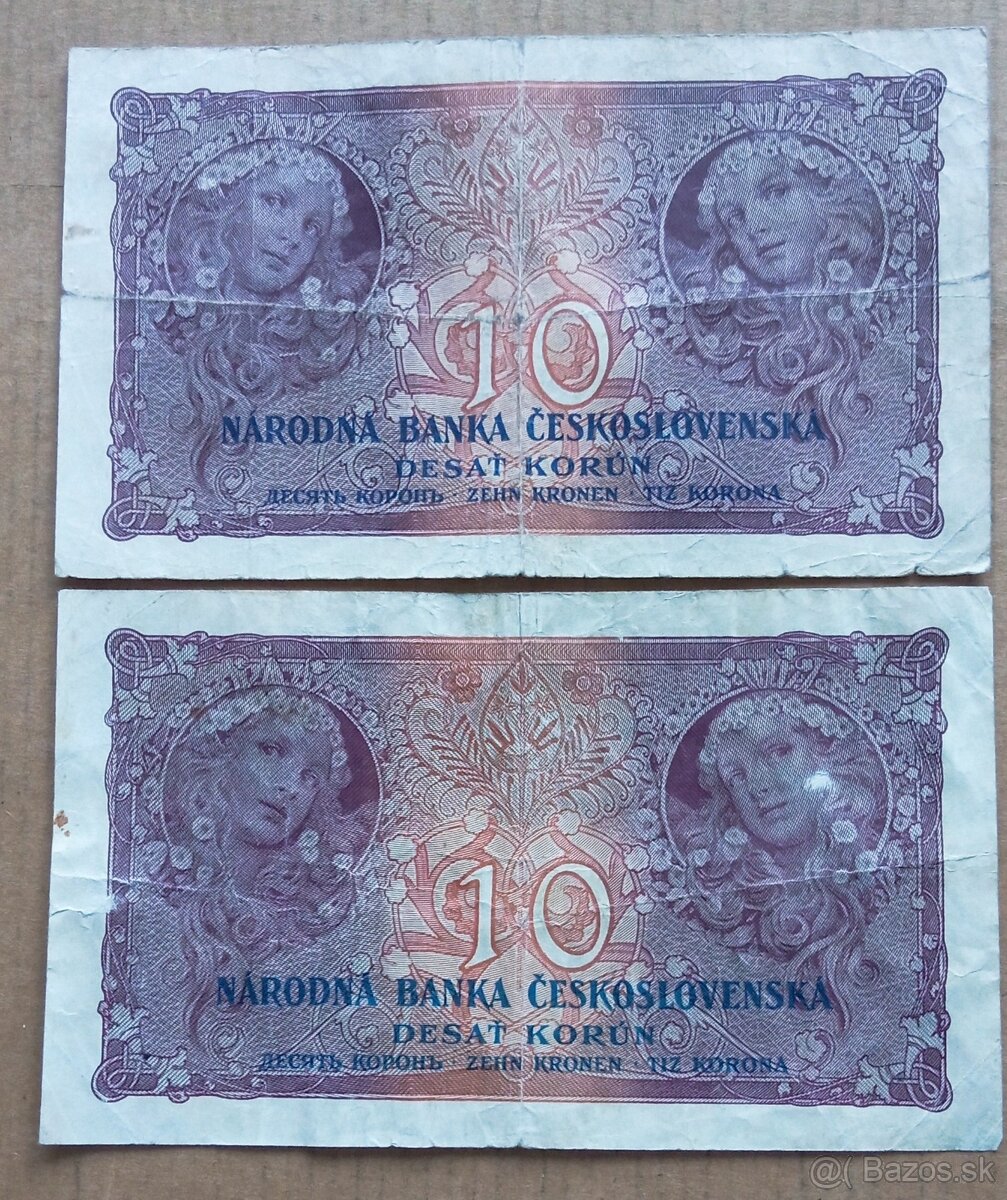 10
NÁRODNÁ BANKA ČESKOSLOVENSKÁ
DESAŤ KORÚN
ДЕСЯТЬ КОРОНЪ · ZEHN KRONEN · TIZ KORONA
10
NÁRODNÁ BANKA ČESKOSLOVENSKÁ
DESAŤ KORÚN
ДЕСЯТЬ КОРОНЪ · ZEHN KRONEN · TIZ KORONA
@( Bazos.sk